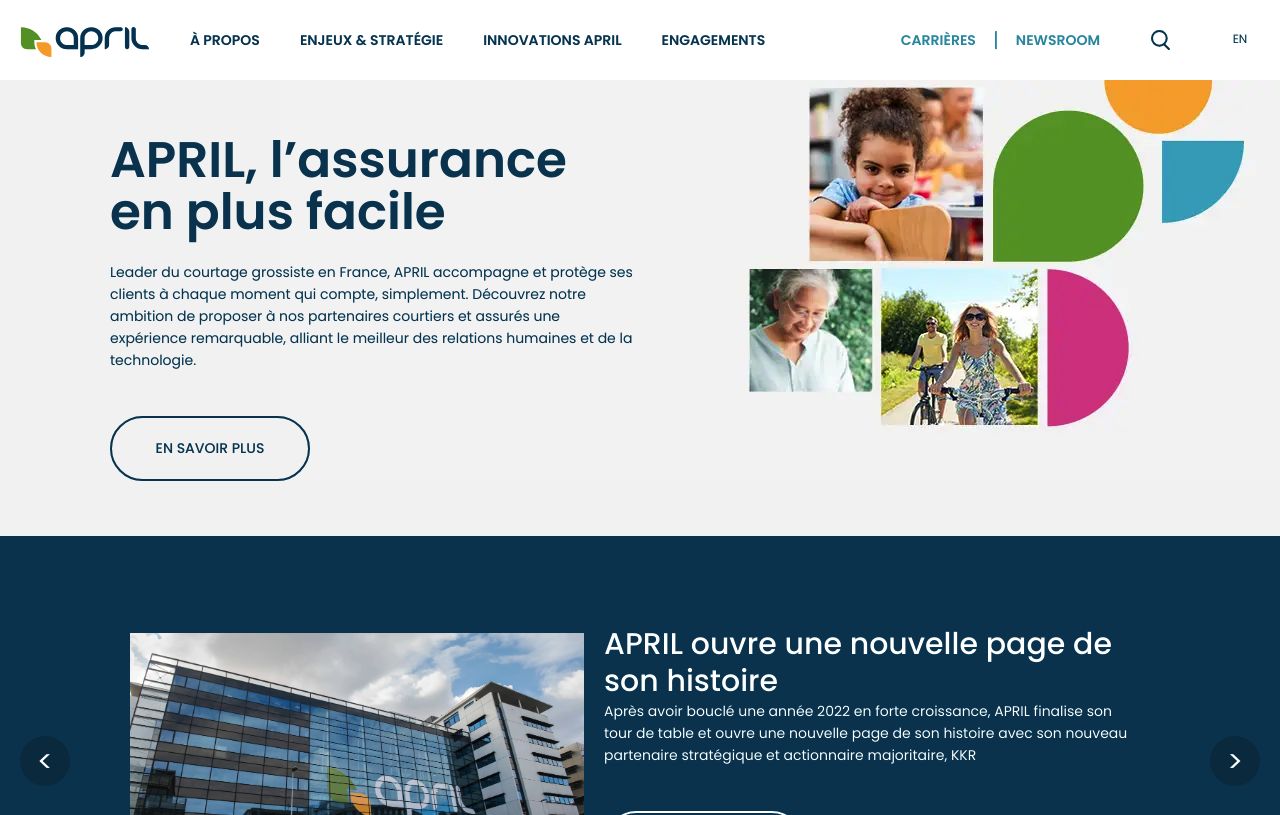 april
À PROPOS
ENJEUX & STRATÉGIE
INNOVATIONS APRIL
ENGAGEMENTS
CARRIÈRES
NEWSROOM
EN
APRIL, l’assurance
en plus facile
Leader du courtage grossiste en France, APRIL accompagne et protège ses
clients à chaque moment qui compte, simplement. Découvrez notre
ambition de proposer à nos partenaires courtiers et assurés une
expérience remarquable, alliant le meilleur des relations humaines et de la
technologie.
EN SAVOIR PLUS
APRIL ouvre une nouvelle page de
son histoire
Après avoir bouclé une année 2022 en forte croissance, APRIL finalise son
tour de table et ouvre une nouvelle page de son histoire avec son nouveau
partenaire stratégique et actionnaire majoritaire, KKR
april